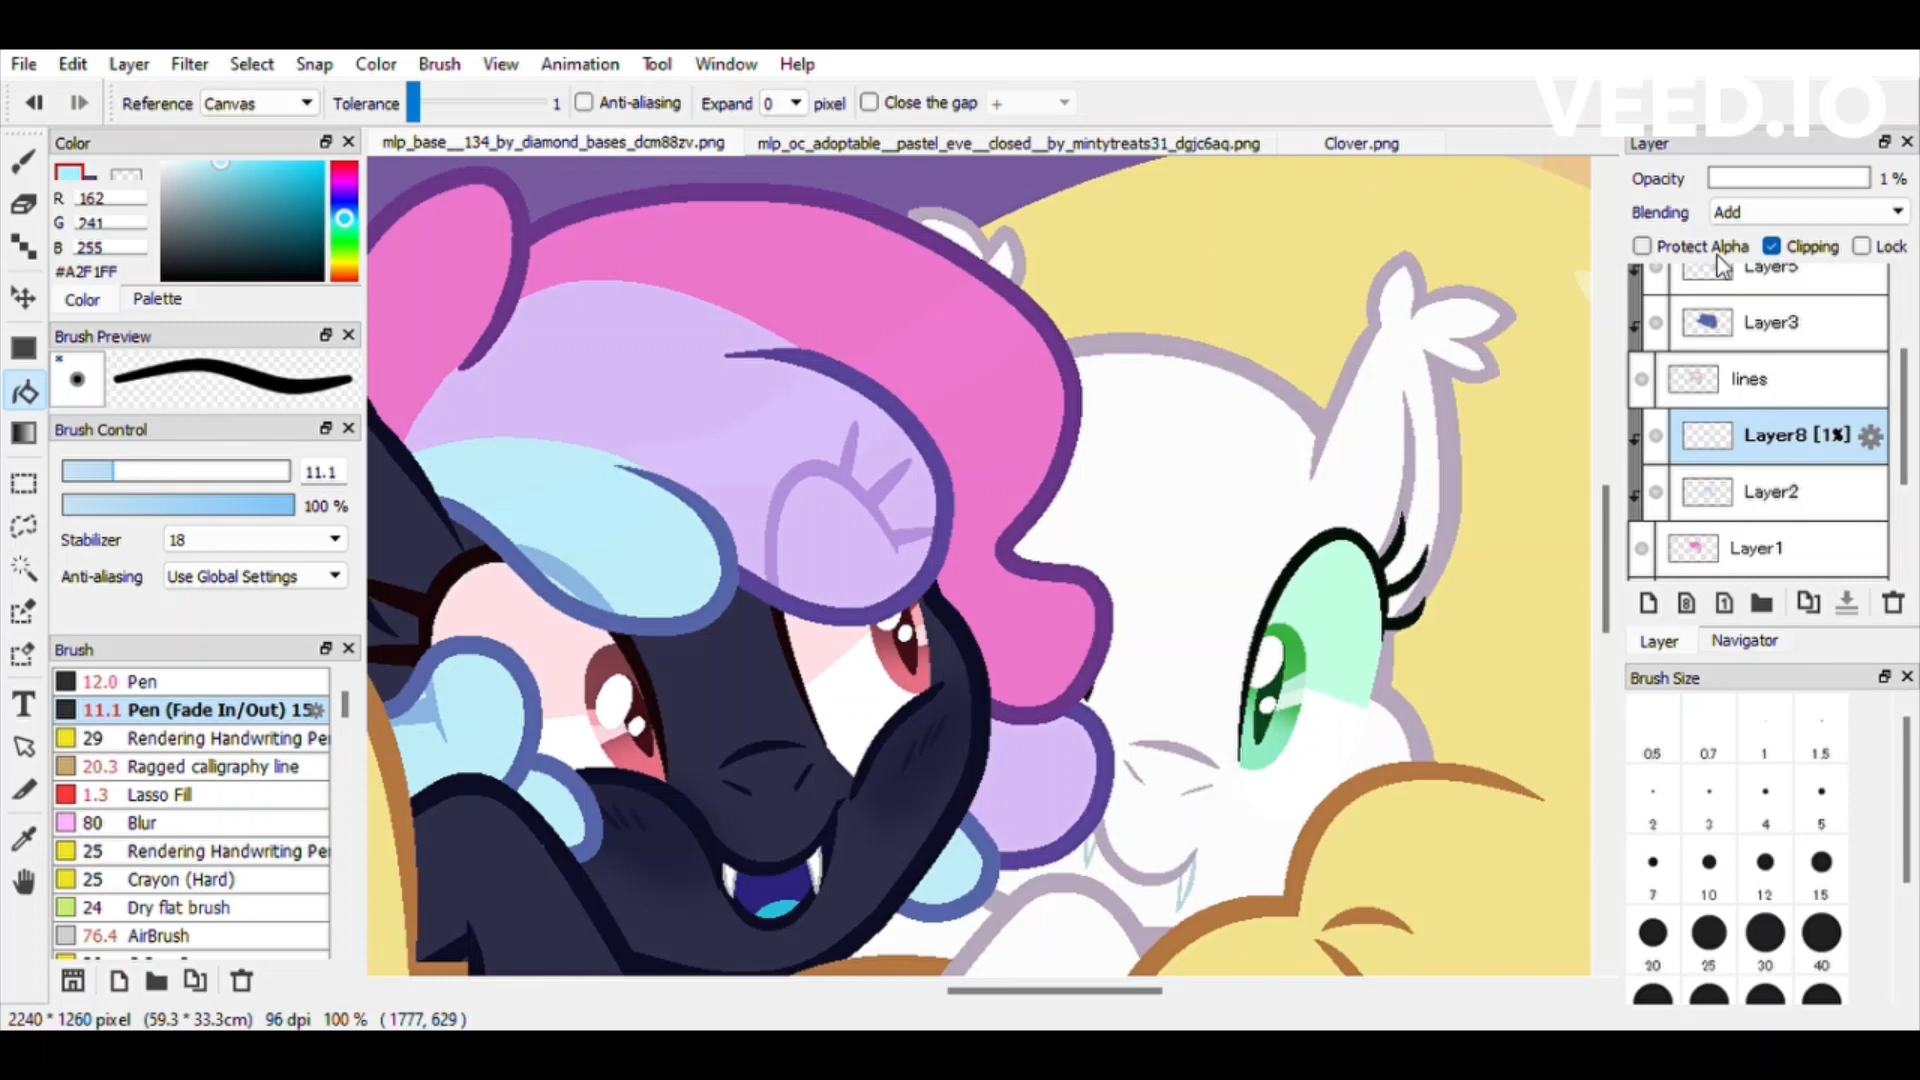 VEED.IO
File Edit Layer Filter Select Snap Color Brush View Animation Tool Window Help
Reference Canvas Tolerance 1 Anti-aliasing Expand 0 pixel Close the gap +
Color
mlp_base__134_by_diamond_bases_dcm88zv.png mlp_oc_adoptable__pastel_eve__closed__by_mintytreats31_dgjc6aq.png Clover.png
Layer
R 162
G 241
B 255
#A2F1FF
Color Palette
Opacity 1 %
Blending Add
Protect Alpha Clipping Lock
Layer5
Layer3
lines
Layer8 [1%]
Layer2
Layer1
Layer Navigator
Brush Preview
*
Brush Control
11.1
100 %
Stabilizer 18
Anti-aliasing Use Global Settings
Brush
12.0 Pen
11.1 Pen (Fade In/Out) 15
29 Rendering Handwriting Pe
20.3 Ragged calligraphy line
1.3 Lasso Fill
80 Blur
25 Rendering Handwriting Pe
25 Crayon (Hard)
24 Dry flat brush
76.4 AirBrush
Brush Size
0.5 0.7 1 1.5
2 3 4 5
7 10 12 15
20 25 30 40
2240 * 1260 pixel (59.3 * 33.3cm) 96 dpi 100 % ( 1777, 629 )